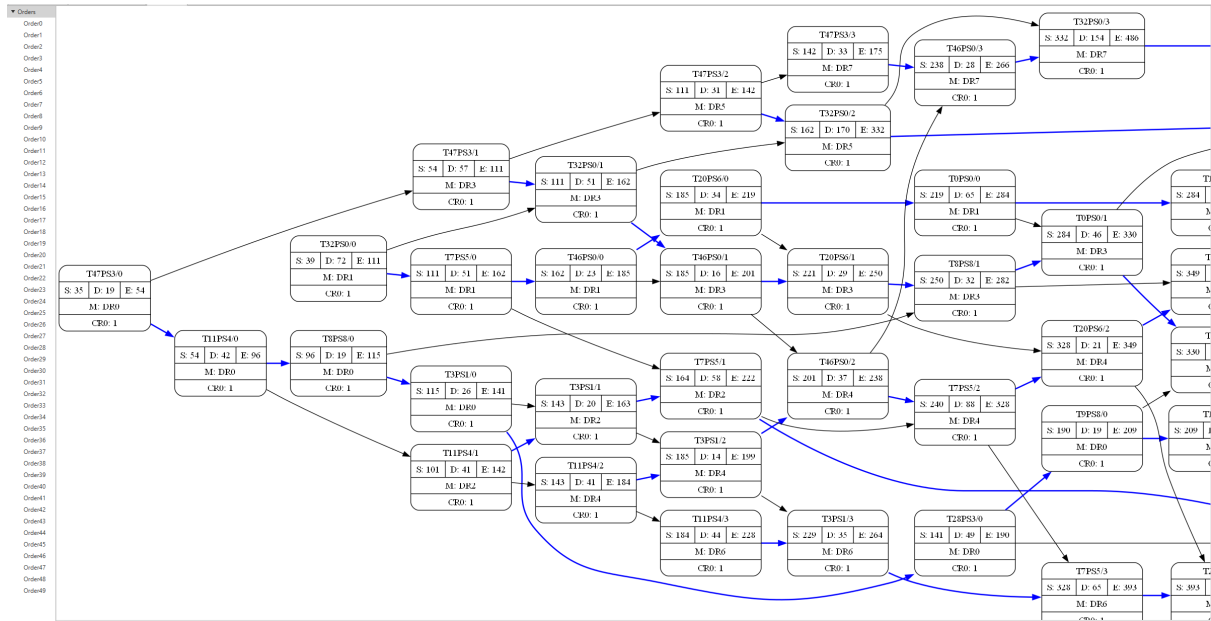 Orders
Order0
Order1
Order2
Order3
Order4
Order5
Order6
Order7
Order8
Order9
Order10
Order11
Order12
Order13
Order14
Order15
Order16
Order17
Order18
Order19
Order20
Order21
Order22
Order23
Order24
Order25
Order26
Order27
Order28
Order29
Order30
Order31
Order32
Order33
Order34
Order35
Order36
Order37
Order38
Order39
Order40
Order41
Order42
Order43
Order44
Order45
Order46
Order47
Order48
Order49
T47PS3/0
S: 35 D: 19 E: 54
M: DR0
CR0: 1
T11PS4/0
S: 54 D: 42 E: 96
M: DR0
CR0: 1
T32PS0/0
S: 39 D: 72 E: 111
M: DR1
CR0: 1
T8PS8/0
S: 96 D: 19 E: 115
M: DR0
CR0: 1
T47PS3/1
S: 54 D: 57 E: 111
M: DR3
CR0: 1
T7PS5/0
S: 111 D: 51 E: 162
M: DR1
CR0: 1
T3PS1/0
S: 115 D: 26 E: 141
M: DR0
CR0: 1
T11PS4/1
S: 101 D: 41 E: 142
M: DR2
CR0: 1
T32PS0/1
S: 111 D: 51 E: 162
M: DR3
CR0: 1
T46PS0/0
S: 162 D: 23 E: 185
M: DR1
CR0: 1
T3PS1/1
S: 143 D: 20 E: 163
M: DR2
CR0: 1
T11PS4/2
S: 143 D: 41 E: 184
M: DR4
CR0: 1
T47PS3/2
S: 111 D: 31 E: 142
M: DR5
CR0: 1
T20PS6/0
S: 185 D: 34 E: 219
M: DR1
CR0: 1
T46PS0/1
S: 185 D: 16 E: 201
M: DR3
CR0: 1
T7PS5/1
S: 164 D: 58 E: 222
M: DR2
CR0: 1
T3PS1/2
S: 185 D: 14 E: 199
M: DR4
CR0: 1
T11PS4/3
S: 184 D: 44 E: 228
M: DR6
CR0: 1
T47PS3/3
S: 142 D: 33 E: 175
M: DR7
CR0: 1
T32PS0/2
S: 162 D: 170 E: 332
M: DR5
CR0: 1
T20PS6/1
S: 221 D: 29 E: 250
M: DR3
CR0: 1
T46PS0/2
S: 201 D: 37 E: 238
M: DR4
CR0: 1
T3PS1/3
S: 229 D: 35 E: 264
M: DR6
CR0: 1
T46PS0/3
S: 238 D: 28 E: 266
M: DR7
CR0: 1
T0PS0/0
S: 219 D: 65 E: 284
M: DR1
CR0: 1
T8PS8/1
S: 250 D: 32 E: 282
M: DR3
CR0: 1
T7PS5/2
S: 240 D: 88 E: 328
M: DR4
CR0: 1
T28PS3/0
S: 141 D: 49 E: 190
M: DR0
CR0: 1
T32PS0/3
S: 332 D: 154 E: 486
M: DR7
CR0: 1
T0PS0/1
S: 284 D: 46 E: 330
M: DR3
CR0: 1
T20PS6/2
S: 328 D: 21 E: 349
M: DR4
CR0: 1
T9PS8/0
S: 190 D: 19 E: 209
M: DR0
CR0: 1
T7PS5/3
S: 328 D: 65 E: 393
M: DR6
CR0: 1
S: 284
S: 349
S: 330
S: 209
S: 393